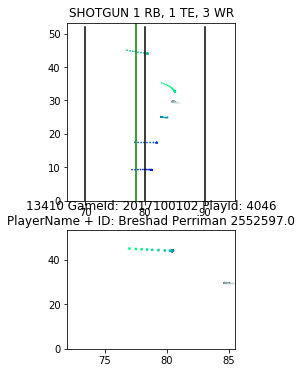 SHOTGUN 1 RB, 1 TE, 3 WR
50
40
30
20
10
0
70 80 90
13410 GameId: 2017100102 PlayId: 4046
PlayerName + ID: Breshad Perriman 2552597.0
40
20
0
75 80 85